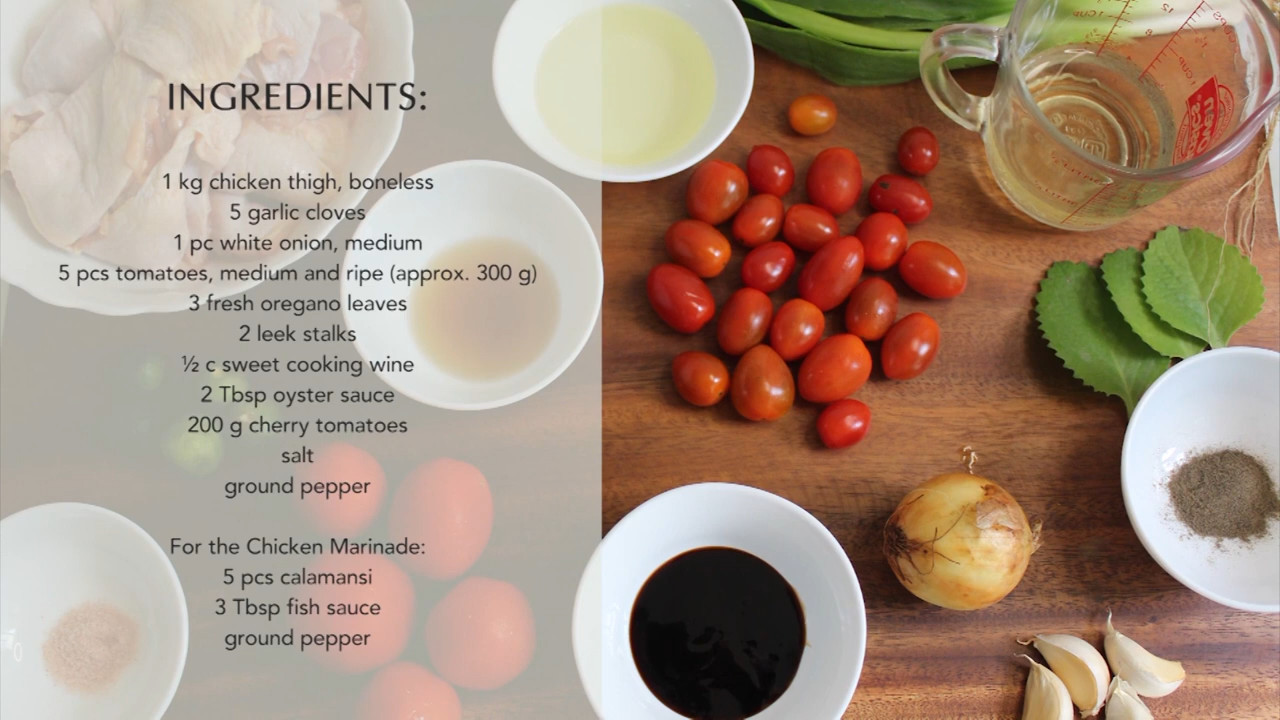 INGREDIENTS:
1 kg chicken thigh, boneless
5 garlic cloves
1 pc white onion, medium
5 pcs tomatoes, medium and ripe (approx. 300 g)
3 fresh oregano leaves
2 leek stalks
½ c sweet cooking wine
2 Tbsp oyster sauce
200 g cherry tomatoes
salt
ground pepper
For the Chicken Marinade:
5 pcs calamansi
3 Tbsp fish sauce
ground pepper